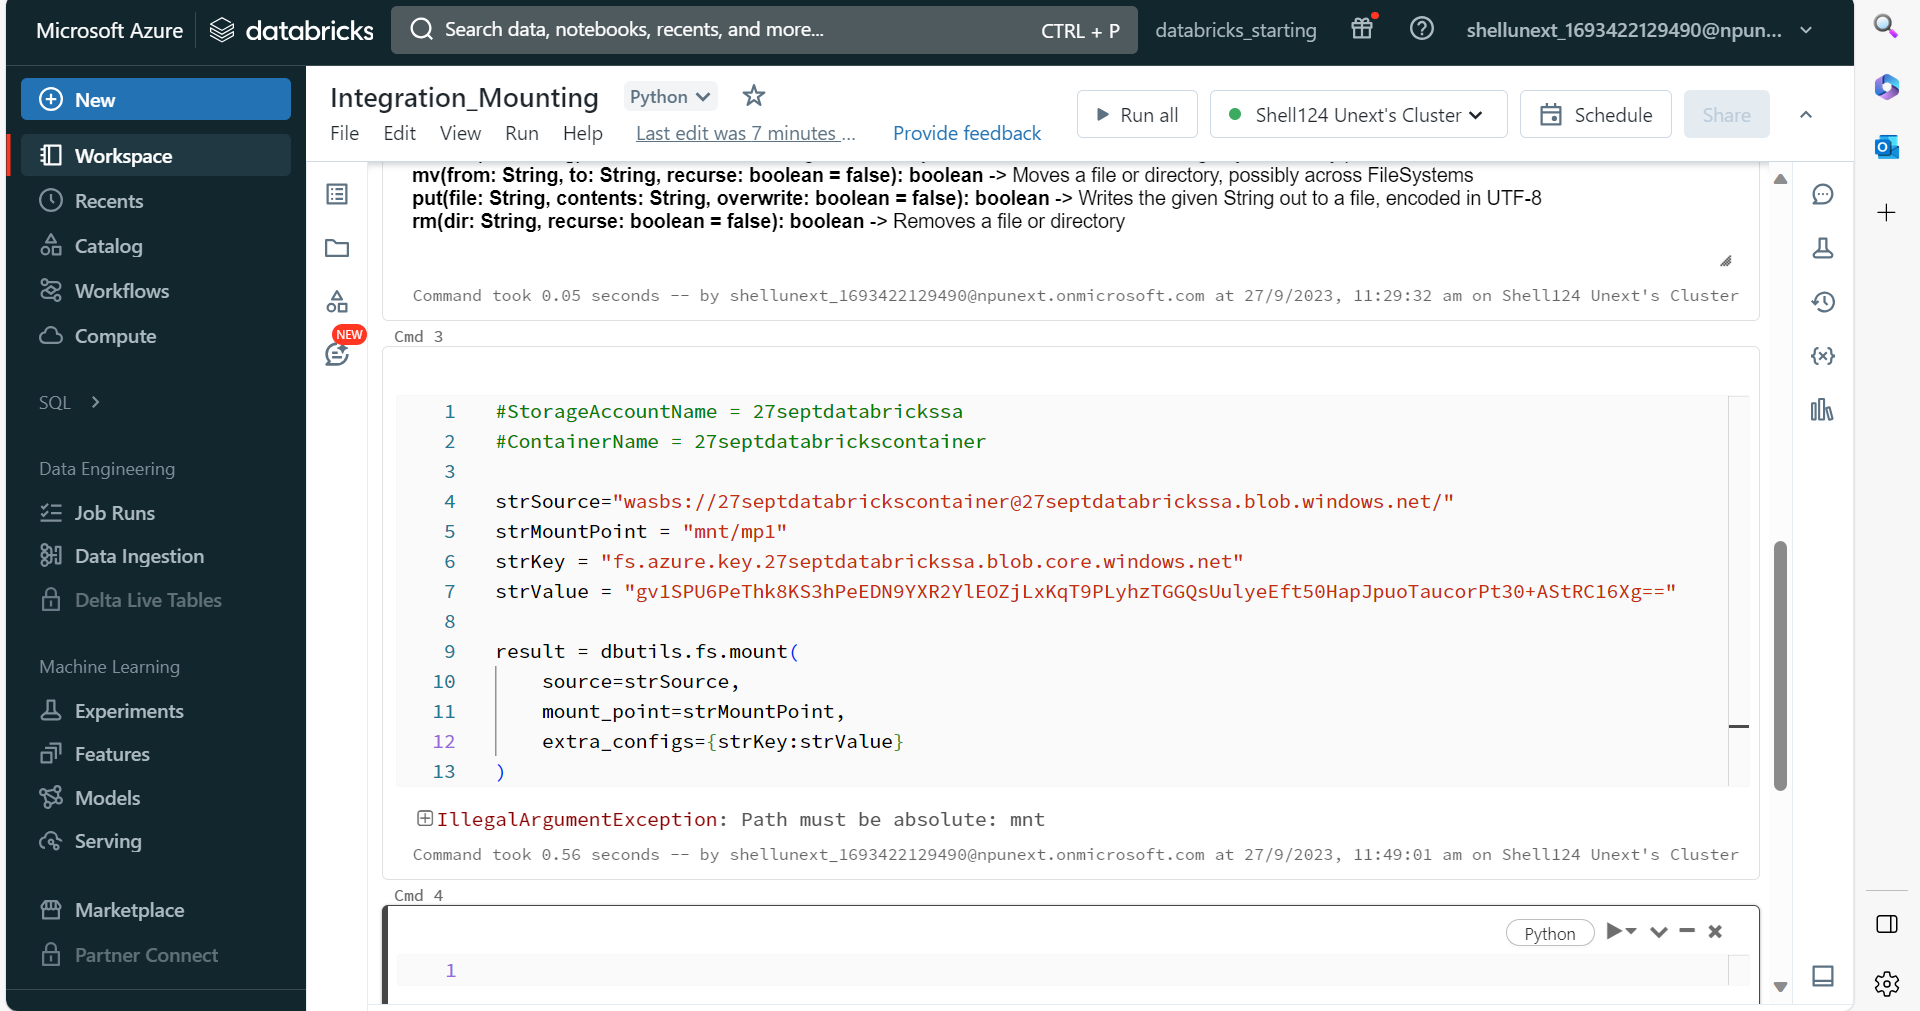 Microsoft Azure
databricks
Search data, notebooks, recents, and more...
CTRL + P
databricks_starting
shellunext_1693422129490@npun...
New
Workspace
Recents
Catalog
Workflows
Compute
SQL
Data Engineering
Job Runs
Data Ingestion
Delta Live Tables
Machine Learning
Experiments
Features
Models
Serving
Marketplace
Partner Connect
Integration_Mounting
Python
File Edit View Run Help Last edit was 7 minutes ... Provide feedback
Run all
Shell124 Unext's Cluster
Schedule
Share
NEW
mv(from: String, to: String, recurse: boolean = false): boolean -> Moves a file or directory, possibly across FileSystems
put(file: String, contents: String, overwrite: boolean = false): boolean -> Writes the given String out to a file, encoded in UTF-8
rm(dir: String, recurse: boolean = false): boolean -> Removes a file or directory
Command took 0.05 seconds -- by shellunext_1693422129490@npunext.onmicrosoft.com at 27/9/2023, 11:29:32 am on Shell124 Unext's Cluster
Cmd 3
1 #StorageAccountName = 27septdatabrickssa
2 #ContainerName = 27septdatabrickscontainer
3
4 strSource="wasbs://27septdatabrickscontainer@27septdatabrickssa.blob.windows.net/"
5 strMountPoint = "mnt/mp1"
6 strKey = "fs.azure.key.27septdatabrickssa.blob.core.windows.net"
7 strValue = "gv1SPU6PeThk8KS3hPeEDN9YXR2YlEOZjLxKqT9PLyhzTGGQsUulyeEft50HapJpuoTaucorPt30+AStRC16Xg=="
8
9 result = dbutils.fs.mount(
10 source=strSource,
11 mount_point=strMountPoint,
12 extra_configs={strKey:strValue}
13 )
IllegalArgumentException: Path must be absolute: mnt
Command took 0.56 seconds -- by shellunext_1693422129490@npunext.onmicrosoft.com at 27/9/2023, 11:49:01 am on Shell124 Unext's Cluster
Cmd 4
Python
1